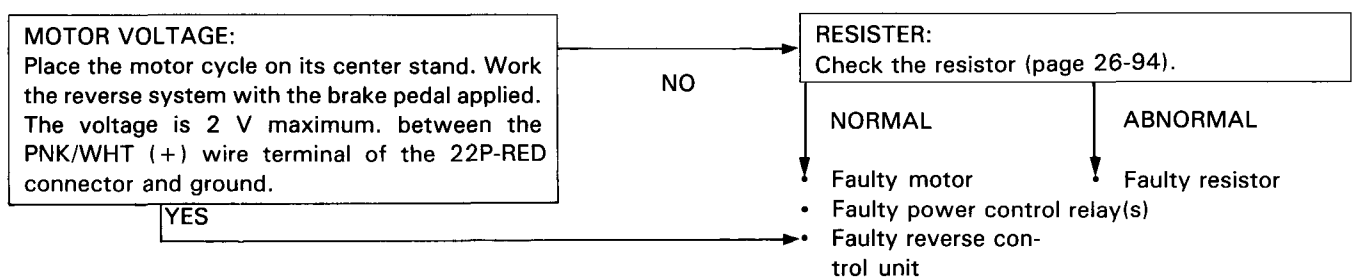 MOTOR VOLTAGE:
Place the motor cycle on its center stand. Work
the reverse system with the brake pedal applied.
The voltage is 2 V maximum. between the
PNK/WHT (+) wire terminal of the 22P-RED
connector and ground.
NO
YES
RESISTER:
Check the resistor (page 26-94).
NORMAL
ABNORMAL
• Faulty motor
• Faulty power control relay(s)
• Faulty reverse con-
trol unit
• Faulty resistor